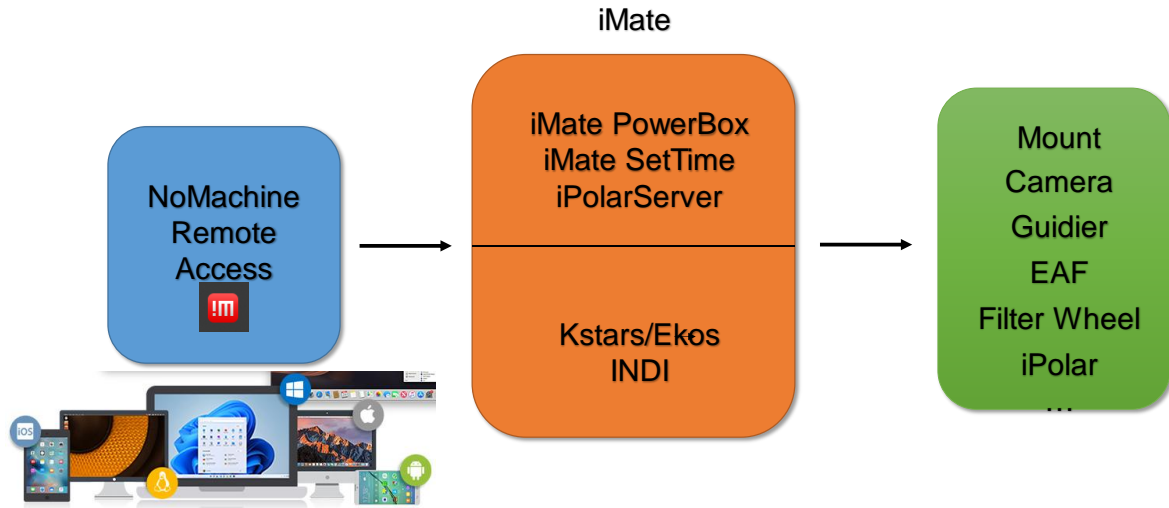 iMate
NoMachine
Remote
Access
!m
iMate PowerBox
iMate SetTime
iPolarServer
Kstars/Ekos
INDI
Mount
Camera
Guidier
EAF
Filter Wheel
iPolar
...
iOS